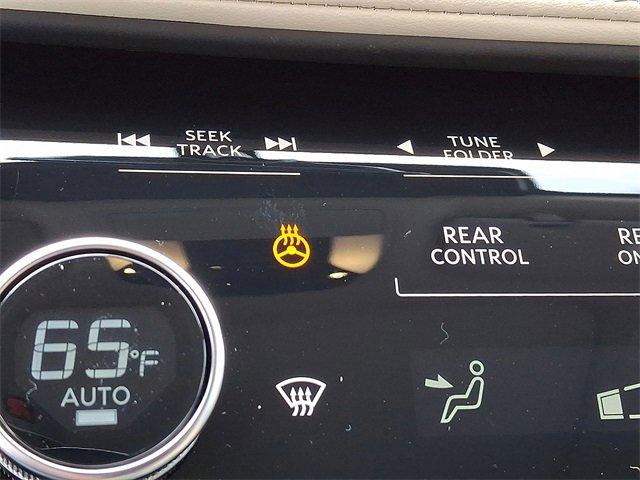 SEEK
TRACK
TUNE
FOLDER
REAR
CONTROL
65°F
AUTO